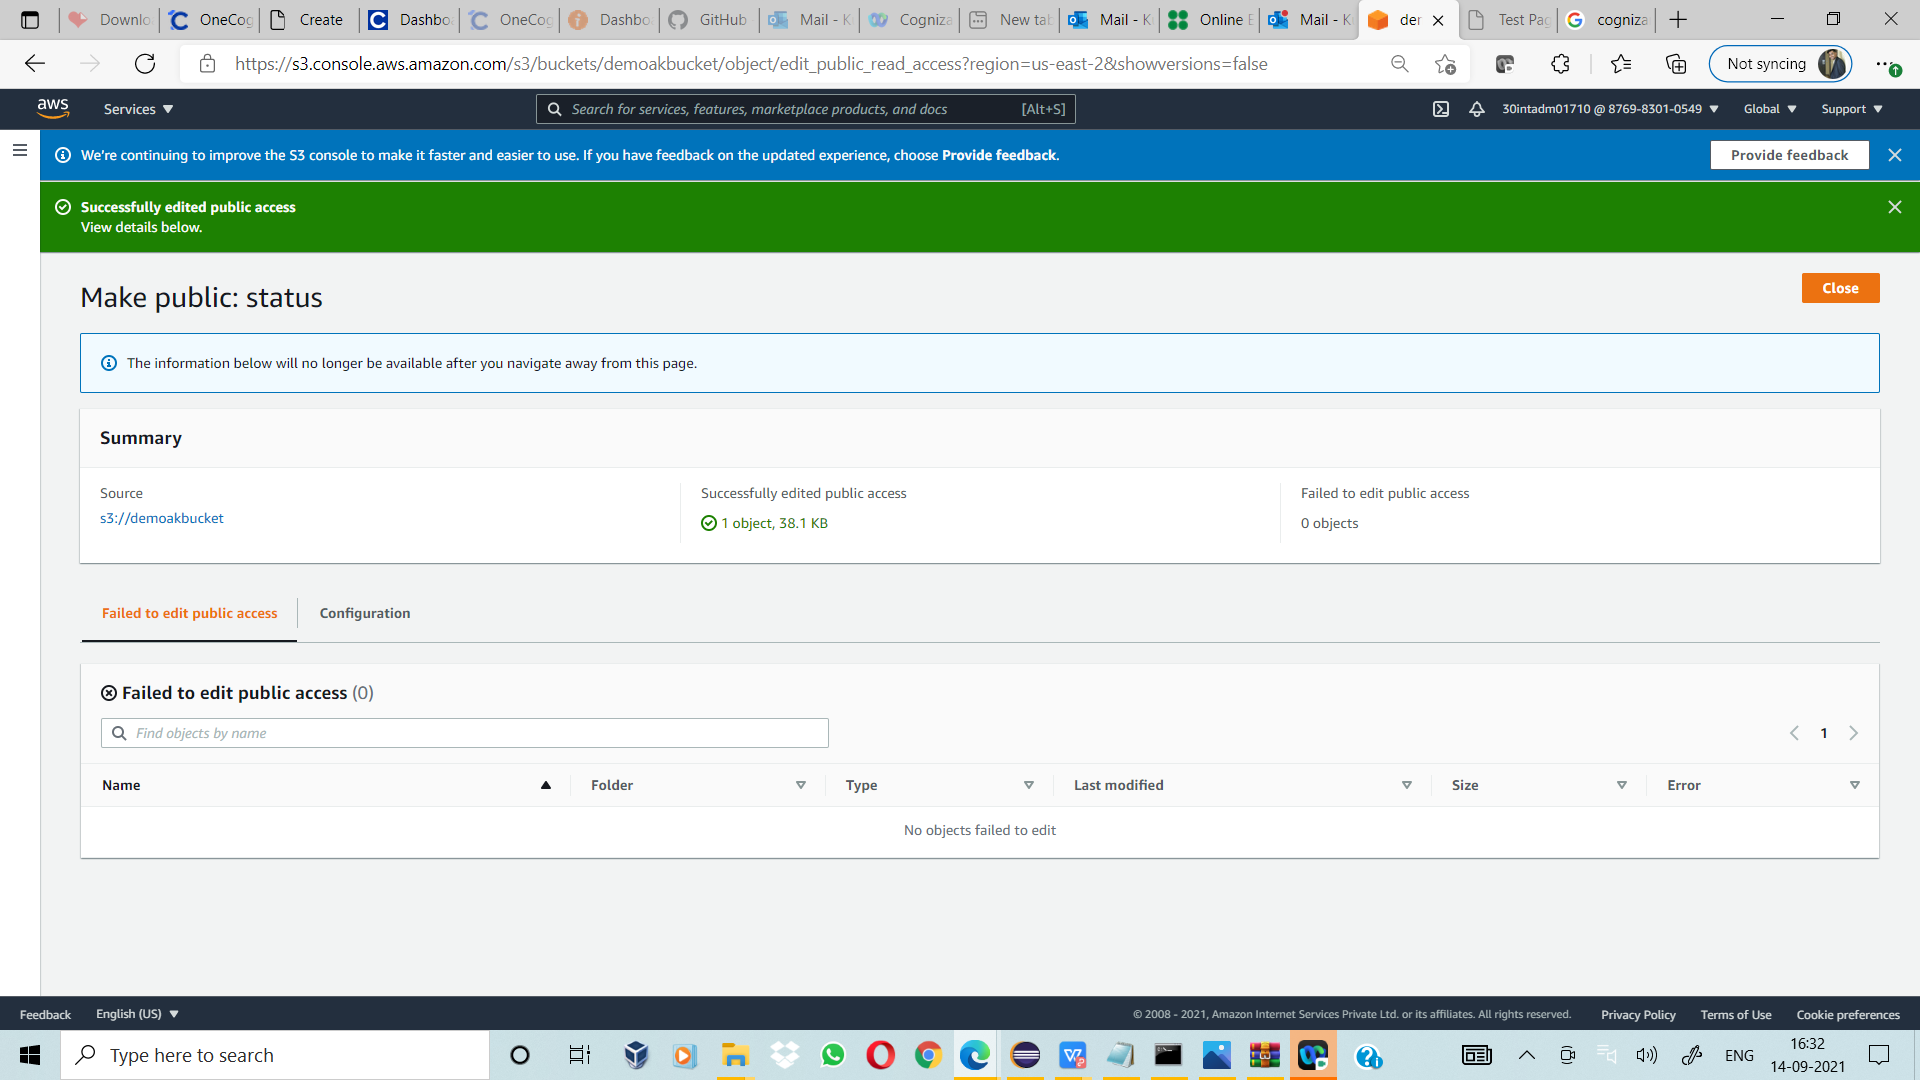 Downlo
OneCog
Create
Dashbo
OneCog
Dashbo
GitHub
Mail - K
Cogniza
New tab
Mail - K
Online E
Mail - K
der
Test Pag
cogniza
https://s3.console.aws.amazon.com/s3/buckets/demoakbucket/object/edit_public_read_access?region=us-east-2&showversions=false
Not syncing
aws
Services
Search for services, features, marketplace products, and docs
[Alt+S]
30intadm01710 @ 8769-8301-0549
Global
Support
We're continuing to improve the S3 console to make it faster and easier to use. If you have feedback on the updated experience, choose Provide feedback.
Provide feedback
Successfully edited public access
View details below.
Make public: status
Close
The information below will no longer be available after you navigate away from this page.
Summary
Source
s3://demoakbucket
Successfully edited public access
1 object, 38.1 KB
Failed to edit public access
0 objects
Failed to edit public access
Configuration
Failed to edit public access (0)
Find objects by name
1
Name
Folder
Type
Last modified
Size
Error
No objects failed to edit
Feedback
English (US)
© 2008 - 2021, Amazon Internet Services Private Ltd. or its affiliates. All rights reserved.
Privacy Policy
Terms of Use
Cookie preferences
Type here to search
ENG
16:32
14-09-2021